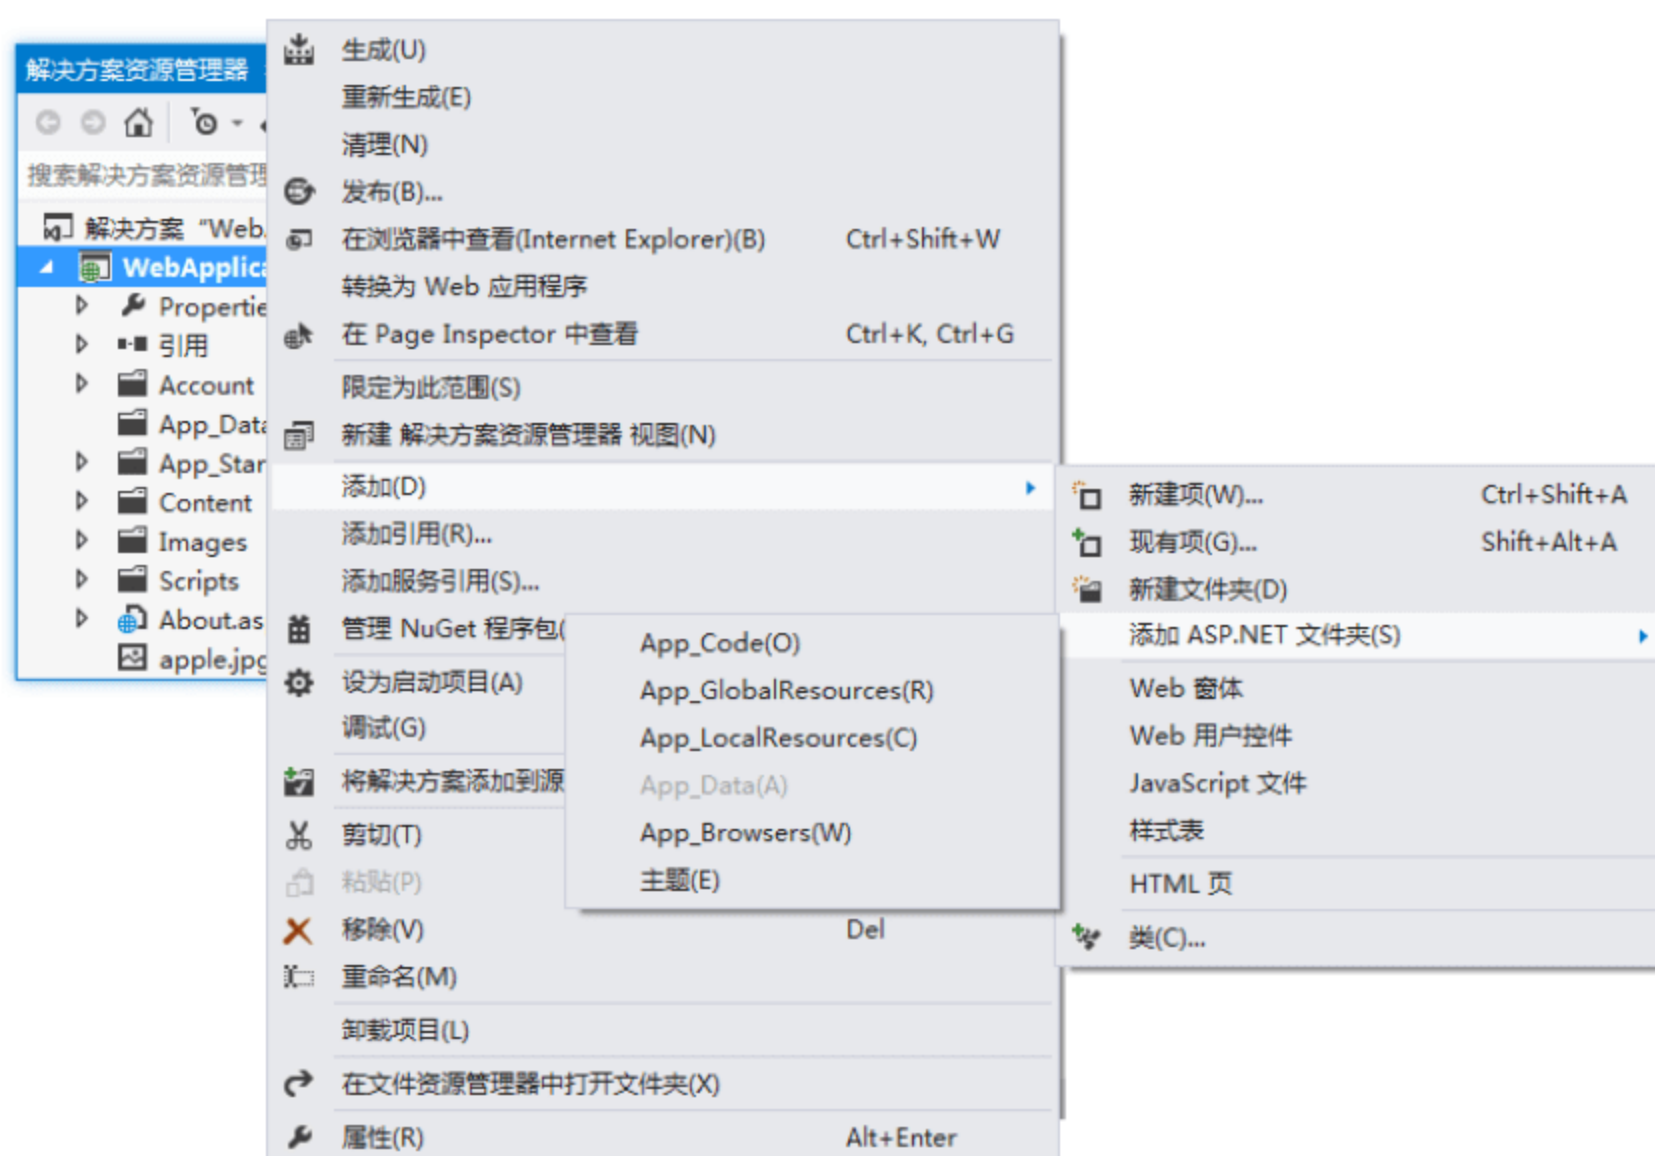 解决方案资源管理器
搜索解决方案资源管理
解决方案 "Web
WebApplica
Propertie
引用
Account
App_Data
App_Star
Content
Images
Scripts
About.as
apple.jpg
生成(U)
重新生成(E)
清理(N)
发布(B)...
在浏览器中查看(Internet Explorer)(B) Ctrl+Shift+W
转换为 Web 应用程序
在 Page Inspector 中查看 Ctrl+K, Ctrl+G
限定为此范围(S)
新建 解决方案资源管理器 视图(N)
添加(D)
添加引用(R)...
添加服务引用(S)...
管理 NuGet 程序包(
设为启动项目(A)
调试(G)
将解决方案添加到源
剪切(T)
粘贴(P)
移除(V) Del
重命名(M)
卸载项目(L)
在文件资源管理器中打开文件夹(X)
属性(R) Alt+Enter
新建项(W)... Ctrl+Shift+A
现有项(G)... Shift+Alt+A
新建文件夹(D)
添加 ASP.NET 文件夹(S)
Web 窗体
Web 用户控件
JavaScript 文件
样式表
HTML 页
类(C)...
App_Code(O)
App_GlobalResources(R)
App_LocalResources(C)
App_Data(A)
App_Browsers(W)
主题(E)